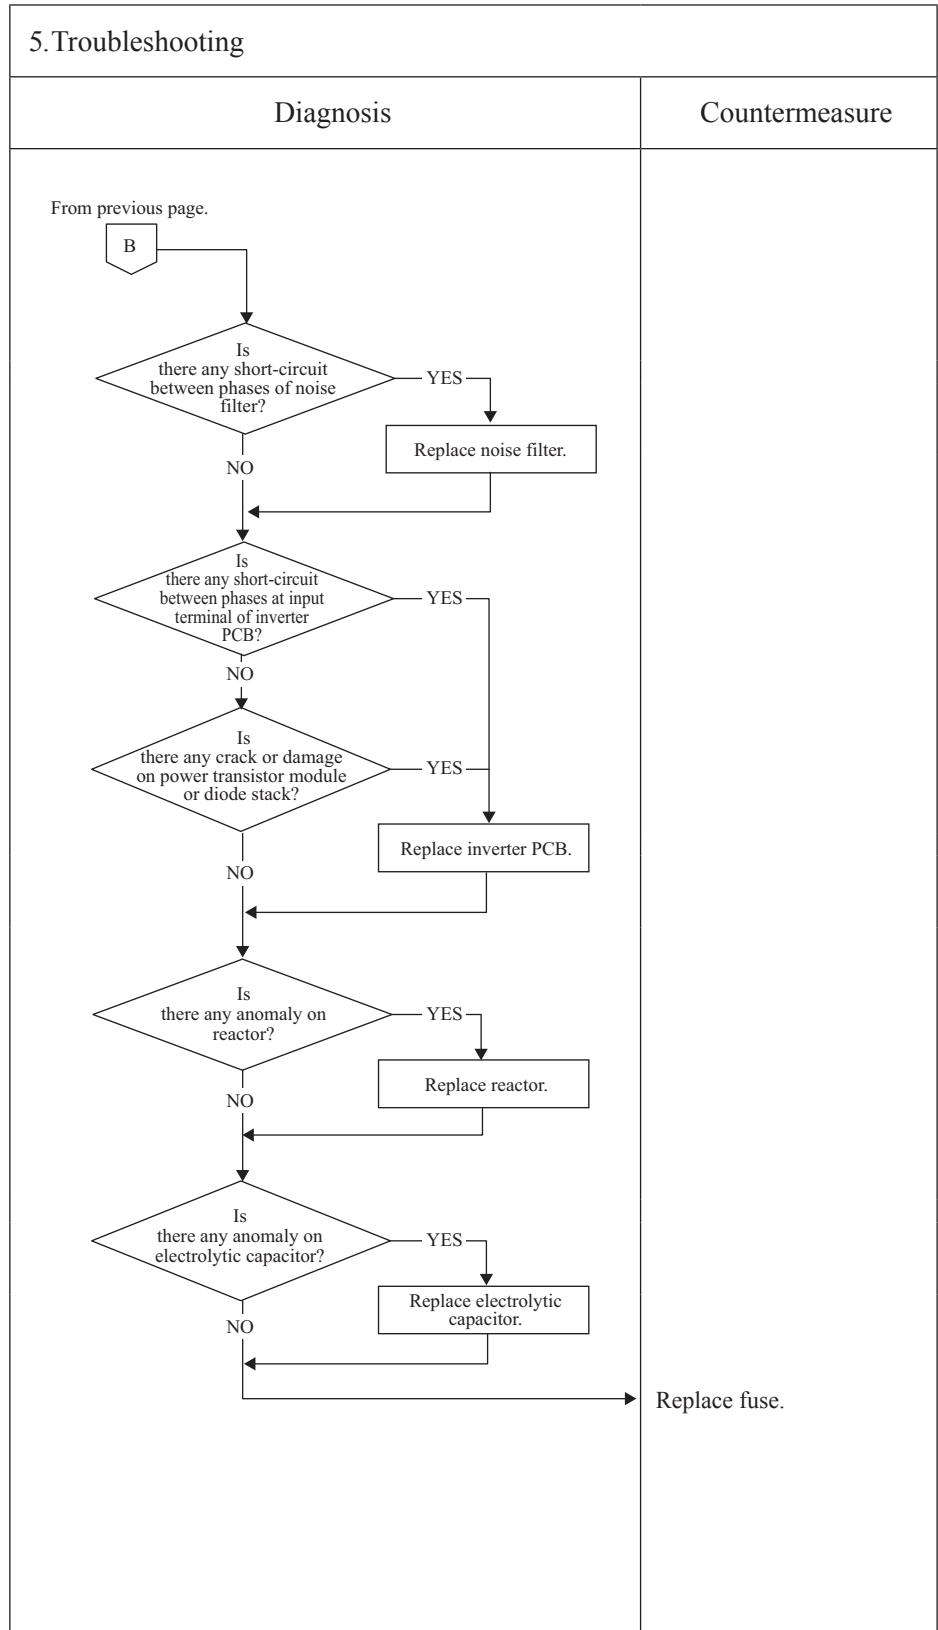 5.Troubleshooting
Diagnosis
Countermeasure
From previous page.
B
Is
there any short-circuit
between phases of noise
filter?
YES
Replace noise filter.
NO
Is
there any short-circuit
between phases at input
terminal of inverter
PCB?
YES
NO
Is
there any crack or damage
on power transistor module
or diode stack?
YES
Replace inverter PCB.
NO
Is
there any anomaly on
reactor?
YES
Replace reactor.
NO
Is
there any anomaly on
electrolytic capacitor?
YES
Replace electrolytic
capacitor.
NO
Replace fuse.